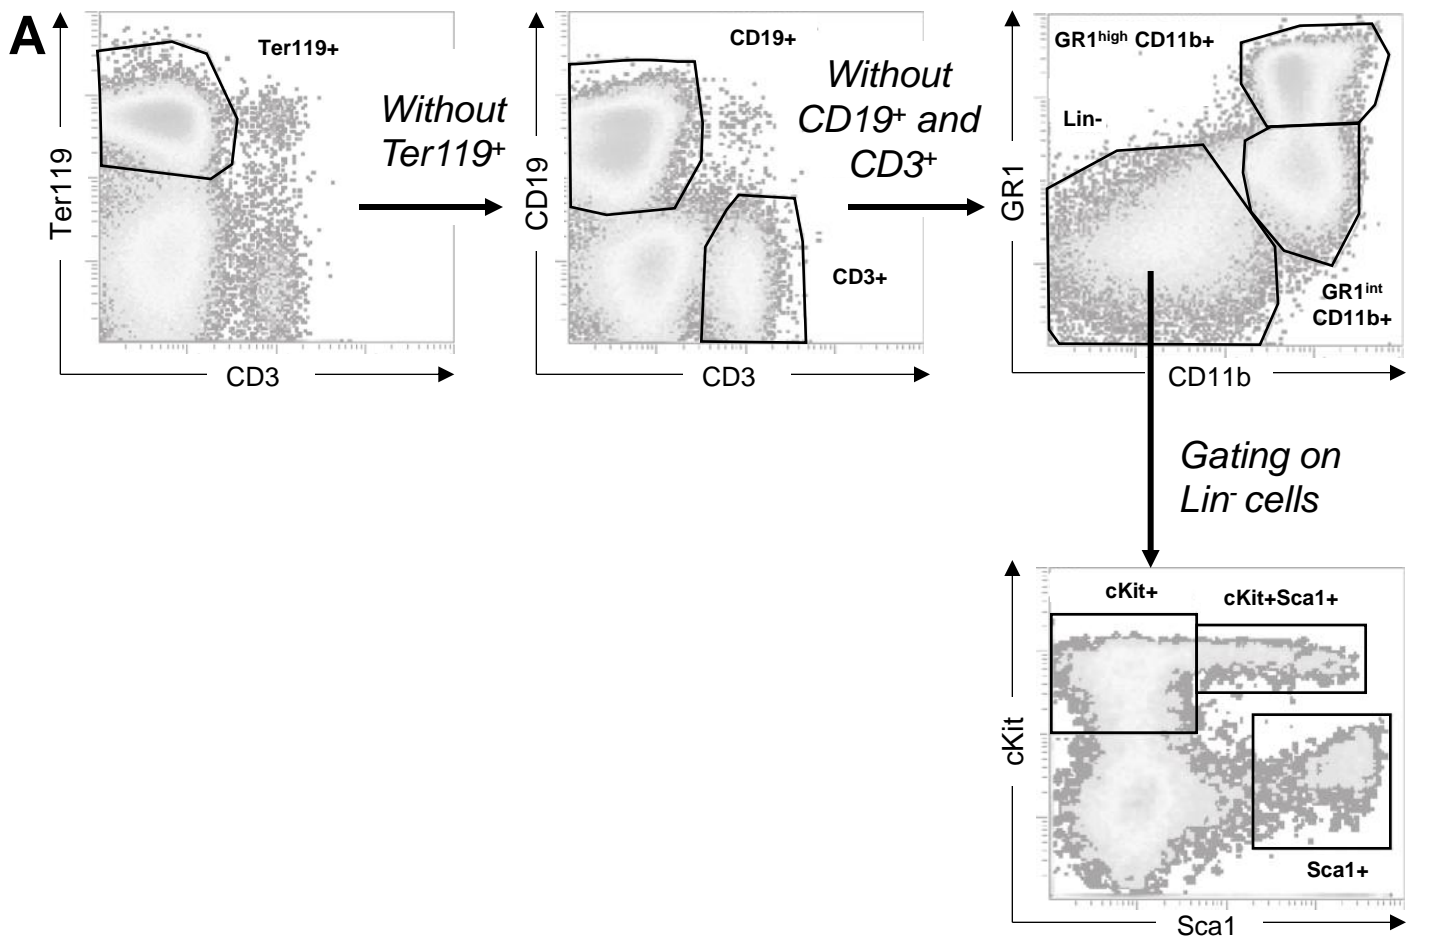 A
Ter119+
Without
Ter119+
Ter119
CD3
CD19+
Without
CD19+ and
CD3+
CD19
CD3+
CD3
GR1high CD11b+
Lin-
GR1
GR1int
CD11b+
CD11b
Gating on
Lin- cells
cKit+
cKit+Sca1+
cKit
Sca1+
Sca1